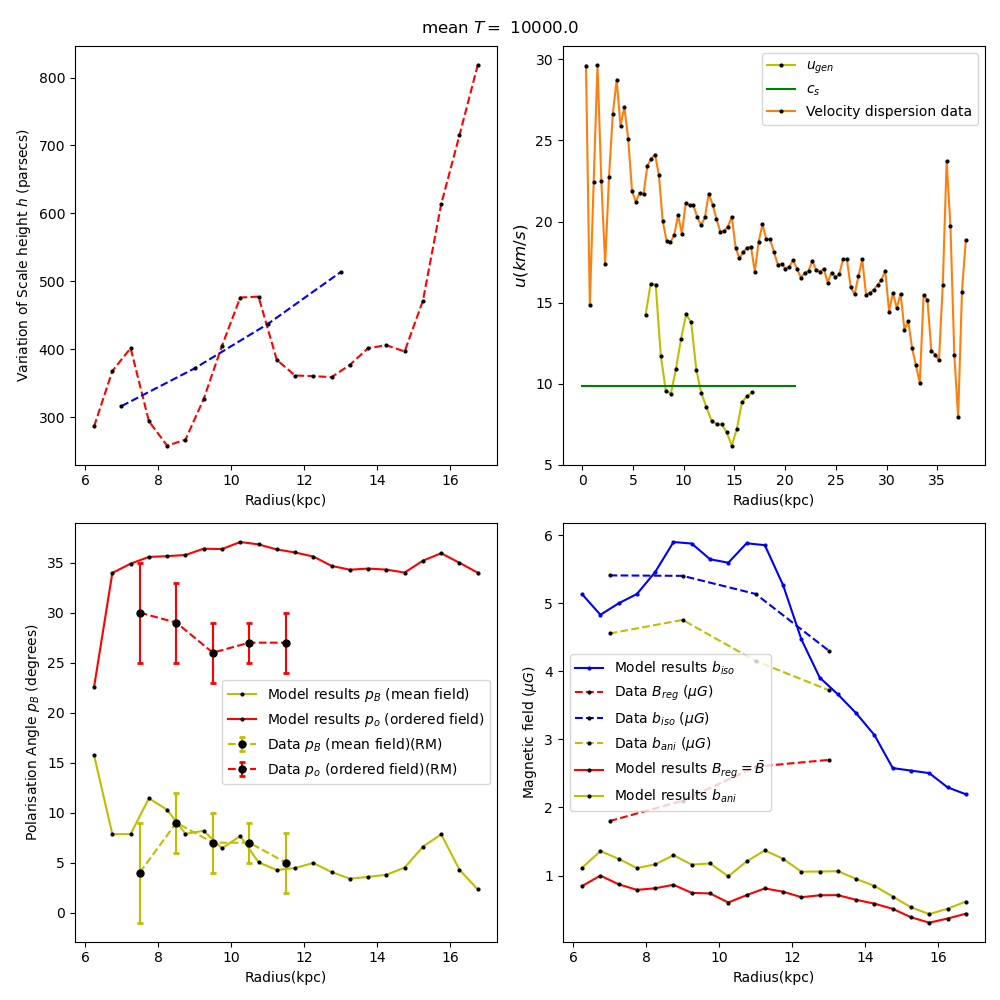 mean T = 10000.0
Variation of Scale height h (parsecs)
800
700
600
500
400
300
6 8 10 12 14 16
Radius(kpc)
u(km/s)
30
25
20
15
10
5
0 5 10 15 20 25 30 35
Radius(kpc)
u_gen
c_s
Velocity dispersion data
Polarisation Angle p_B (degrees)
35
30
25
20
15
10
5
0
6 8 10 12 14 16
Radius(kpc)
Model results p_B (mean field)
Model results p_o (ordered field)
Data p_B (mean field)(RM)
Data p_o (ordered field)(RM)
Magnetic field (μG)
6
5
4
3
2
1
6 8 10 12 14 16
Radius(kpc)
Model results b_iso
Data B_reg (μG)
Data b_iso (μG)
Data b_ani (μG)
Model results B_reg = B̄
Model results b_ani